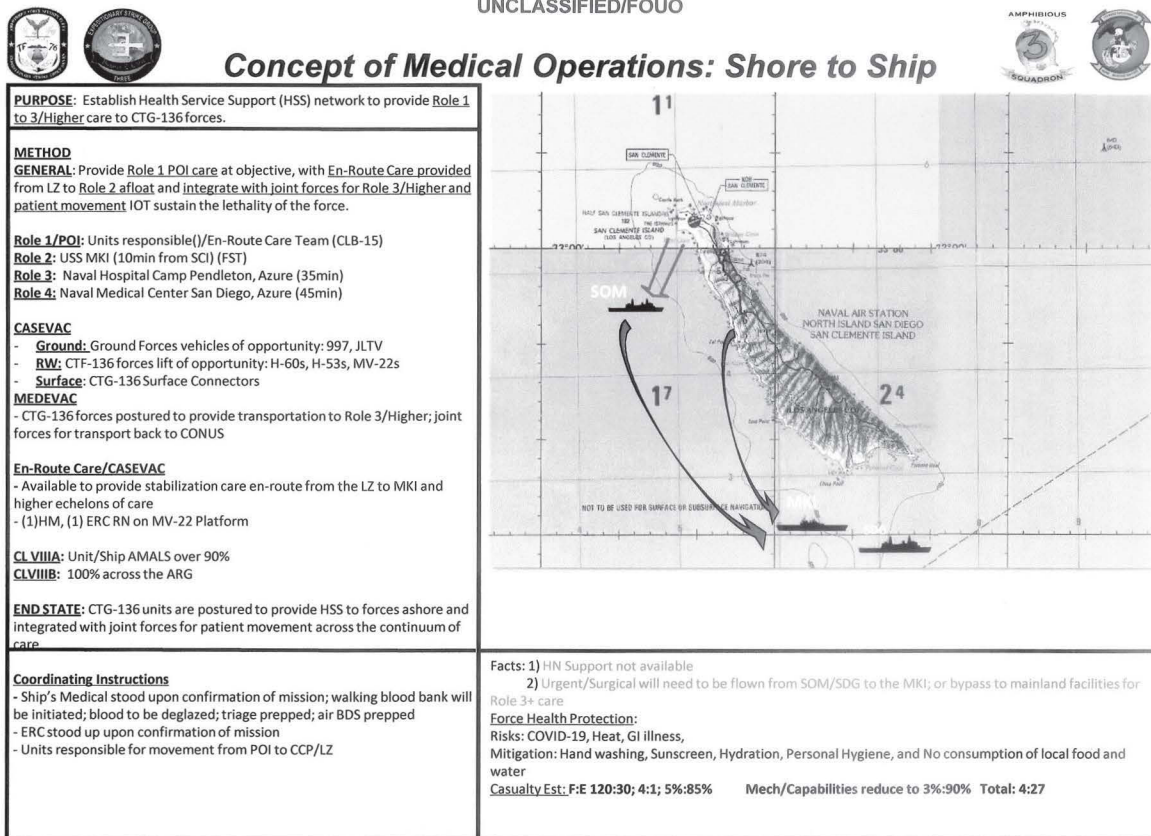 UNCLASSIFIED/FOUO
TF 76
EXPEDITIONARY STRIKE GROUP
THREE
AMPHIBIOUS
3
SQUADRON
Concept of Medical Operations: Shore to Ship
PURPOSE: Establish Health Service Support (HSS) network to provide Role 1
to 3/Higher care to CTG-136 forces.
METHOD
GENERAL: Provide Role 1 POI care at objective, with En-Route Care provided
from LZ to Role 2 afloat and integrate with joint forces for Role 3/Higher and
patient movement IOT sustain the lethality of the force.
Role 1/POI: Units responsible()/En-Route Care Team (CLB-15)
Role 2: USS MKI (10min from SCI) (FST)
Role 3: Naval Hospital Camp Pendleton, Azure (35min)
Role 4: Naval Medical Center San Diego, Azure (45min)
CASEVAC
- Ground: Ground Forces vehicles of opportunity: 997, JLTV
- RW: CTF-136 forces lift of opportunity: H-60s, H-53s, MV-22s
- Surface: CTG-136 Surface Connectors
MEDEVAC
- CTG-136 forces postured to provide transportation to Role 3/Higher; joint
forces for transport back to CONUS
En-Route Care/CASEVAC
- Available to provide stabilization care en-route from the LZ to MKI and
higher echelons of care
- (1)HM, (1) ERC RN on MV-22 Platform
CL VIIIA: Unit/Ship AMALS over 90%
CLVIIIB: 100% across the ARG
END STATE: CTG-136 units are postured to provide HSS to forces ashore and
integrated with joint forces for patient movement across the continuum of
care
Coordinating Instructions
- Ship's Medical stood upon confirmation of mission; walking blood bank will
be initiated; blood to be deglazed; triage prepped; air BDS prepped
- ERC stood up upon confirmation of mission
- Units responsible for movement from POI to CCP/LZ
1 1
SAN CLEMENTE
SAN CLEMENTE
SAN CLEMENTE ISLAND
(LOS ANGELES CO)
33°00'
SOM
NAVAL AIR STATION
NORTH ISLAND SAN DIEGO
SAN CLEMENTE ISLAND
1 7
2 4
NOT TO BE USED FOR SURFACE OR SUBSURFACE NAVIGATION
MKI
Facts: 1) HN Support not available
2) Urgent/Surgical will need to be flown from SOM/SDG to the MKI; or bypass to mainland facilities for
Role 3+ care
Force Health Protection:
Risks: COVID-19, Heat, GI illness,
Mitigation: Hand washing, Sunscreen, Hydration, Personal Hygiene, and No consumption of local food and
water
Casualty Est: F:E 120:30; 4:1; 5%:85% Mech/Capabilities reduce to 3%:90% Total: 4:27